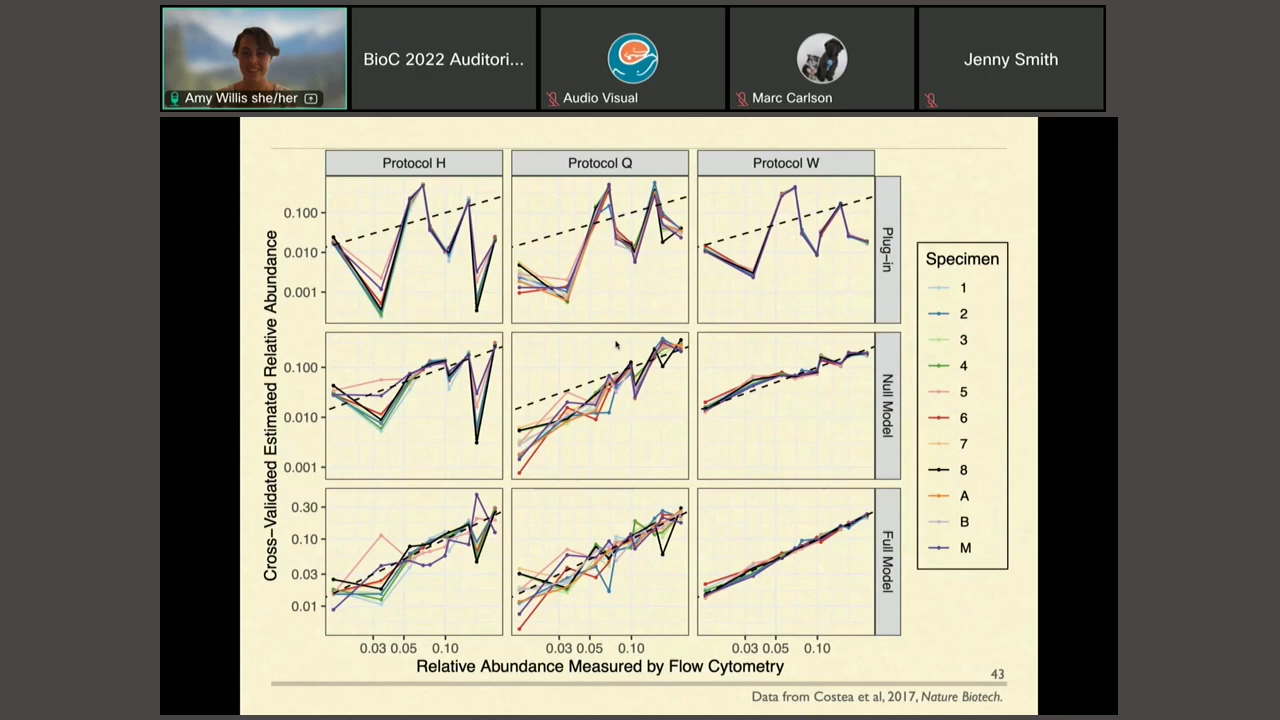 Amy Willis she/her
BioC 2022 Auditori...
Audio Visual
Marc Carlson
Jenny Smith
Protocol H
Protocol Q
Protocol W
Cross−Validated Estimated Relative Abundance
0.100
0.010
0.001
Plug−in
0.100
0.010
0.001
Null Model
0.30
0.10
0.03
0.01
Full Model
0.03 0.05 0.10
0.03 0.05 0.10
0.03 0.05 0.10
Relative Abundance Measured by Flow Cytometry
Specimen
1
2
3
4
5
6
7
8
A
B
M
43
Data from Costea et al, 2017, Nature Biotech.